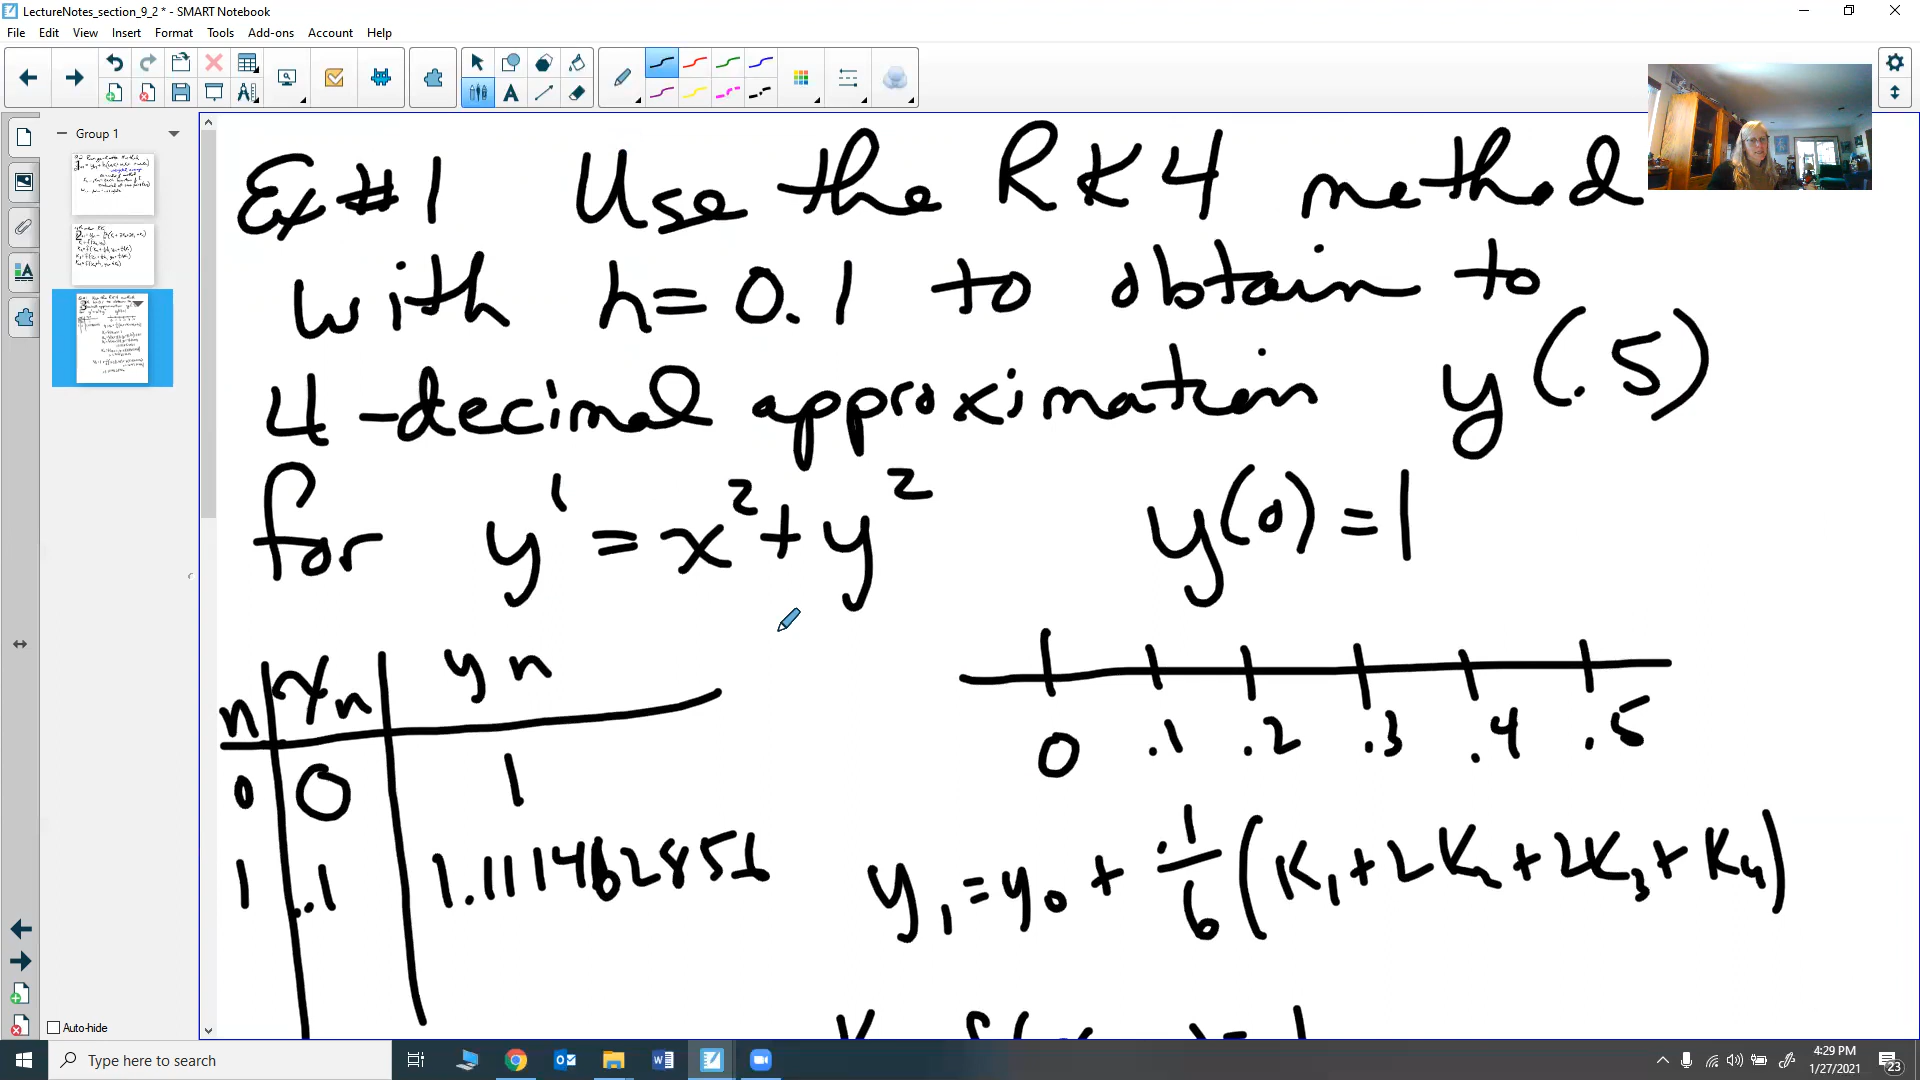 LectureNotes_section_9_2 * - SMART Notebook
File Edit View Insert Format Tools Add-ons Account Help
Group 1
Ex #1 Use the RK4 method
with h=0.1 to obtain to
4-decimal approximation y(.5)
for y' = x² + y² y(0) = 1
n xn yn
0 0 1
1 .1 1.111462856
0 .1 .2 .3 .4 .5
y₁ = y₀ + .1/6 (K₁ + 2K₂ + 2K₃ + K₄)
Auto-hide
Type here to search
4:29 PM
1/27/2021
23